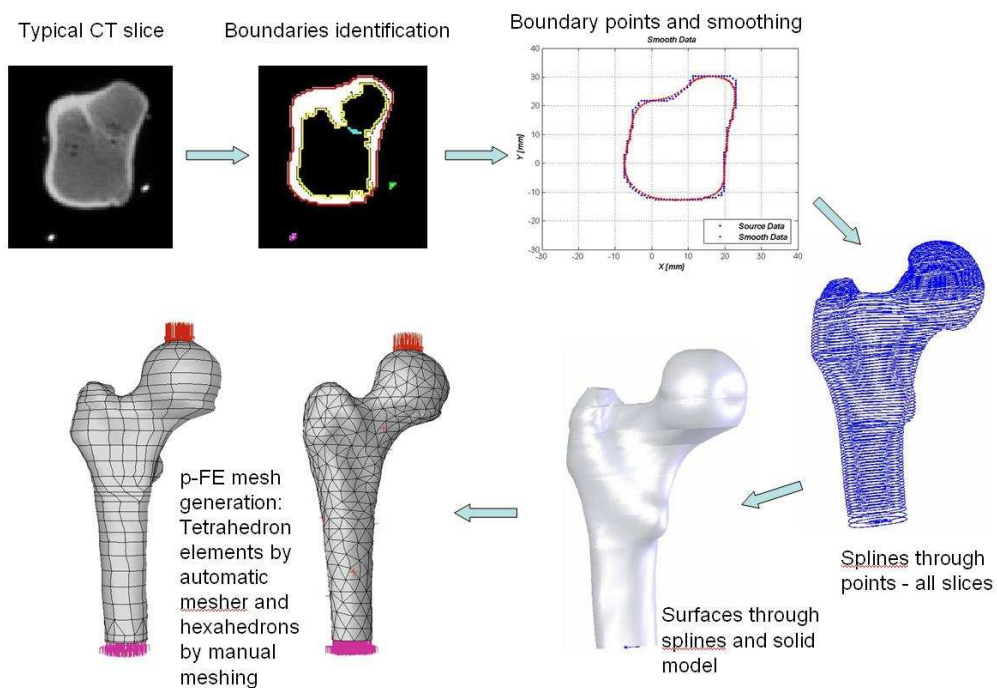 Typical CT slice
Boundaries identification
Boundary points and smoothing
Smooth Data
40
30
20
10
0
-10
-20
-30
Y [mm]
-30
-20
-10
0
10
20
30
40
X [mm]
Source Data
Smooth Data
Splines through
points - all slices
Surfaces through
splines and solid
model
p-FE mesh
generation:
Tetrahedron
elements by
automatic
mesher and
hexahedrons
by manual
meshing